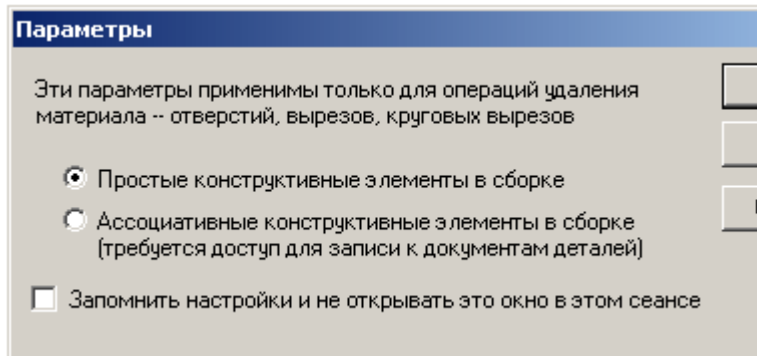 Параметры
Эти параметры применимы только для операций удаления
материала -- отверстий, вырезов, круговых вырезов
Простые конструктивные элементы в сборке
Ассоциативные конструктивные элементы в сборке
(требуется доступ для записи к документам деталей)
Запомнить настройки и не открывать это окно в этом сеансе